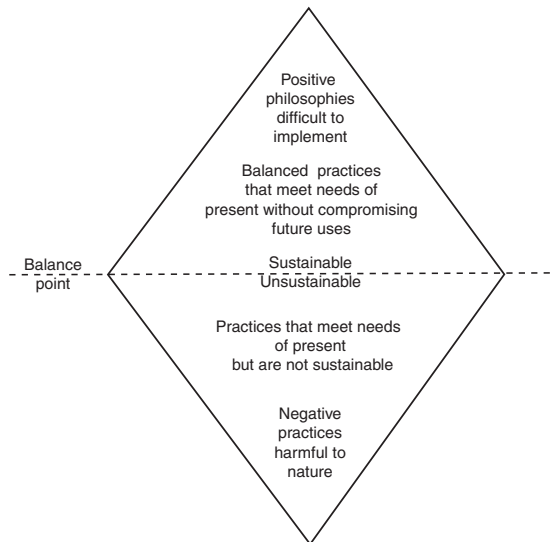 Positive
philosophies
difficult to
implement
Balanced practices
that meet needs of
present without compromising
future uses
Balance
point
Sustainable
Unsustainable
Practices that meet needs
of present
but are not sustainable
Negative
practices
harmful to
nature